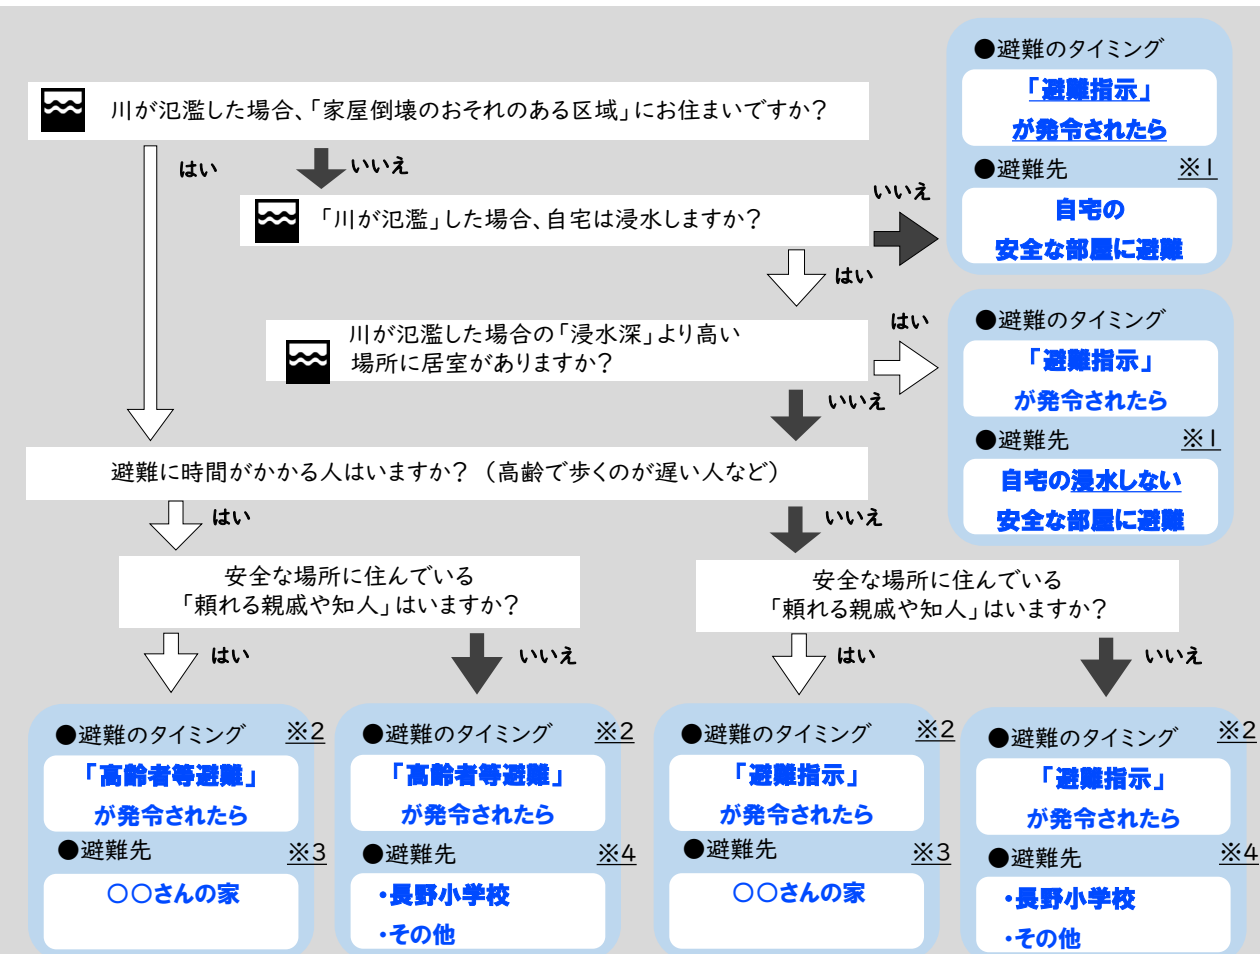 川が氾濫した場合、「家屋倒壊のおそれのある区域」にお住まいですか？
はい
いいえ
「川が氾濫」した場合、自宅は浸水しますか？
いいえ
はい
川が氾濫した場合の「浸水深」より高い
場所に居室がありますか？
はい
いいえ
●避難のタイミング
「避難指示」
が発令されたら
●避難先 ※1
自宅の
安全な部屋に避難
●避難のタイミング
「避難指示」
が発令されたら
●避難先 ※1
自宅の浸水しない
安全な部屋に避難
避難に時間がかかる人はいますか？（高齢で歩くのが遅い人など）
はい
いいえ
安全な場所に住んでいる
「頼れる親戚や知人」はいますか？
はい
いいえ
安全な場所に住んでいる
「頼れる親戚や知人」はいますか？
はい
いいえ
●避難のタイミング ※2
「高齢者等避難」
が発令されたら
●避難先 ※3
○○さんの家
●避難のタイミング ※2
「高齢者等避難」
が発令されたら
●避難先 ※4
・長野小学校
・その他
●避難のタイミング ※2
「避難指示」
が発令されたら
●避難先 ※3
○○さんの家
●避難のタイミング ※2
「避難指示」
が発令されたら
●避難先 ※4
・長野小学校
・その他